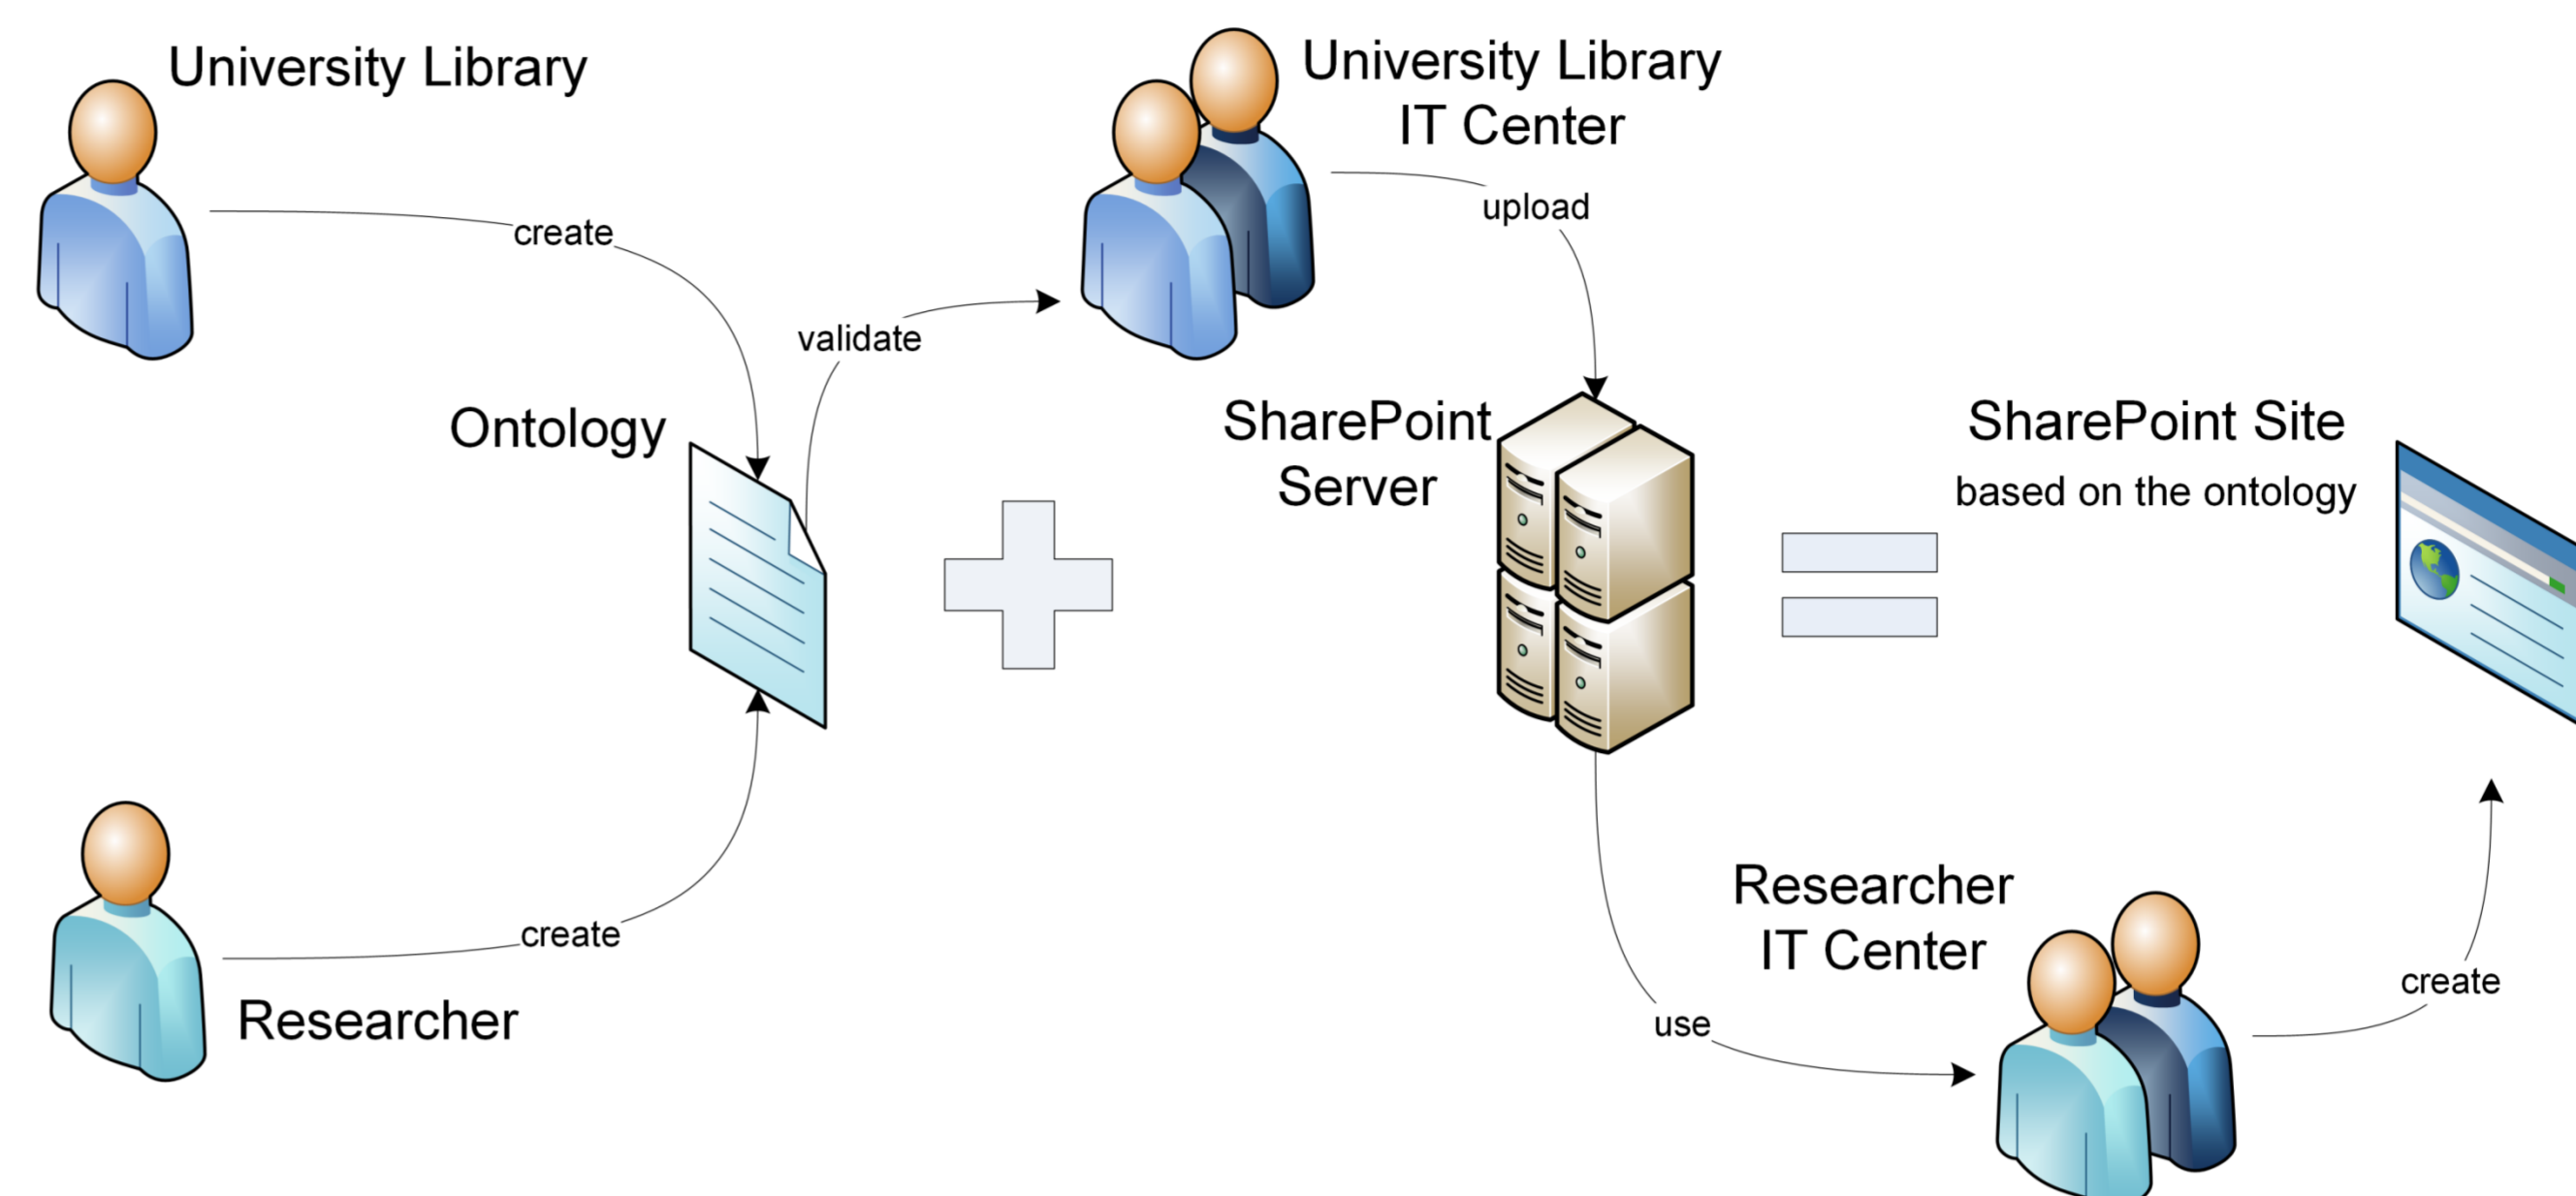 University Library
University Library
IT Center
create
upload
validate
Ontology
SharePoint
Server
SharePoint Site
based on the ontology
Researcher
IT Center
create
Researcher
create
use